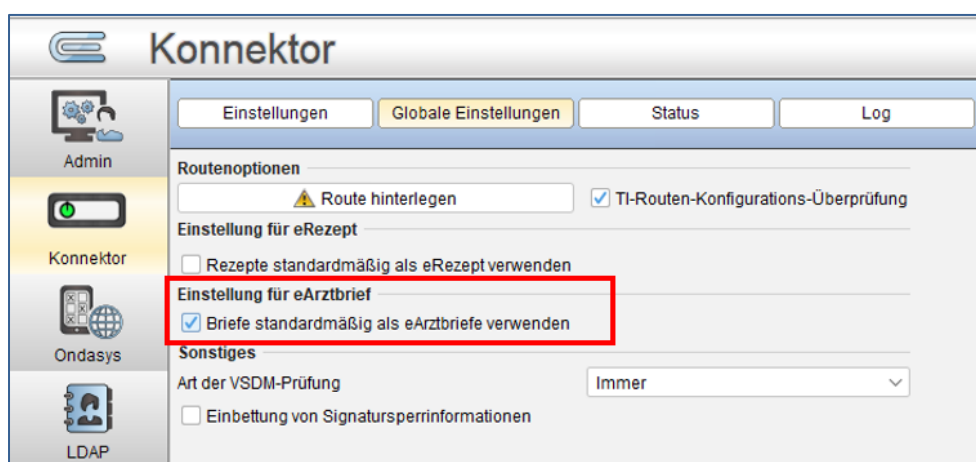 Konnektor
Einstellungen Globale Einstellungen Status Log
Admin
Routenoptionen
Route hinterlegen TI-Routen-Konfigurations-Überprüfung
Einstellung für eRezept
Konnektor
Rezepte standardmäßig als eRezept verwenden
Einstellung für eArztbrief
Briefe standardmäßig als eArztbriefe verwenden
Ondasys
Sonstiges
Art der VSDM-Prüfung Immer
Einbettung von Signatursperrinformationen
LDAP